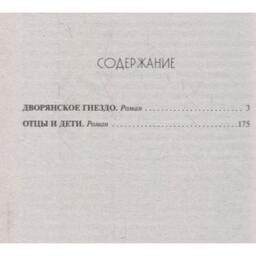 СОДЕРЖАНИЕ
ДВОРЯНСКОЕ ГНЕЗДО. Роман ........................ 3
ОТЦЫ И ДЕТИ. Роман ................................ 175